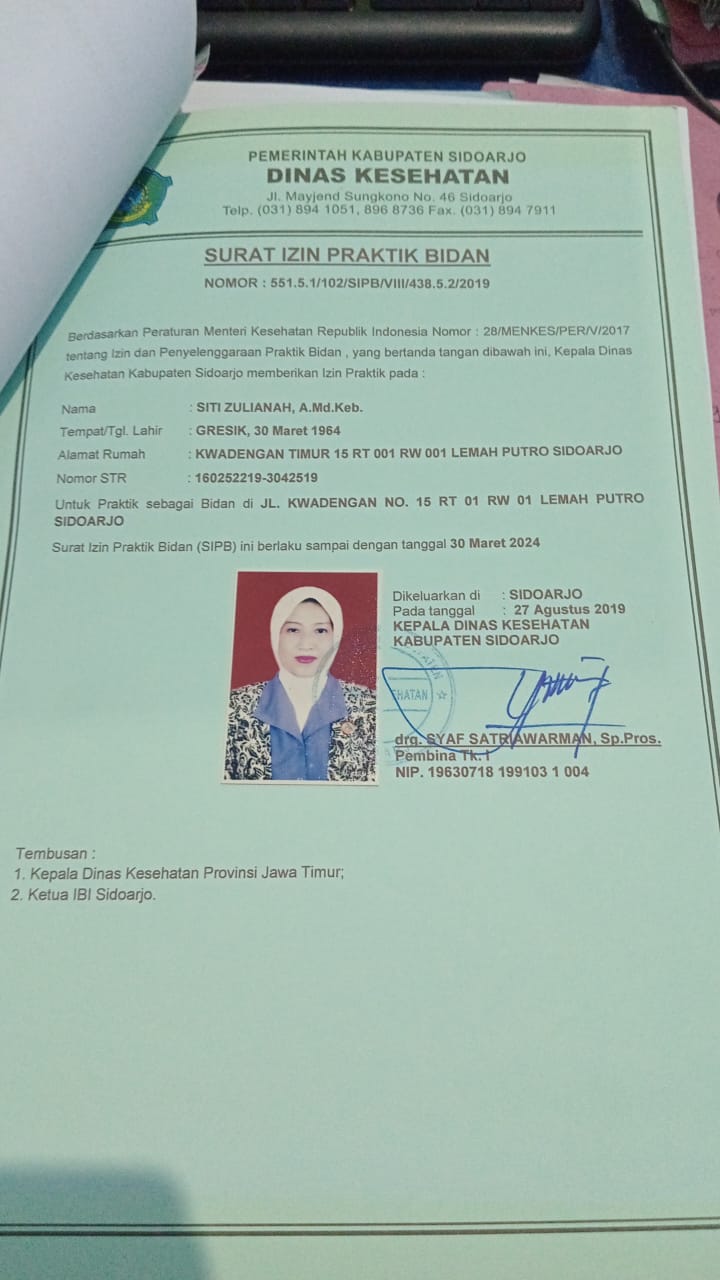 PEMERINTAH KABUPATEN SIDOARJO
DINAS KESEHATAN
Jl. Mayjend Sungkono No. 46 Sidoarjo
Telp. (031) 894 1051, 896 8736 Fax. (031) 894 7911
SURAT IZIN PRAKTIK BIDAN
NOMOR : 551.5.1/102/SIPB/VIII/438.5.2/2019
Berdasarkan Peraturan Menteri Kesehatan Republik Indonesia Nomor : 28/MENKES/PER/V/2017
tentang Izin dan Penyelenggaraan Praktik Bidan , yang bertanda tangan dibawah ini, Kepala Dinas
Kesehatan Kabupaten Sidoarjo memberikan Izin Praktik pada :
Nama : SITI ZULIANAH, A.Md.Keb.
Tempat/Tgl. Lahir : GRESIK, 30 Maret 1964
Alamat Rumah : KWADENGAN TIMUR 15 RT 001 RW 001 LEMAH PUTRO SIDOARJO
Nomor STR : 160252219-3042519
Untuk Praktik sebagai Bidan di JL. KWADENGAN NO. 15 RT 01 RW 01 LEMAH PUTRO
SIDOARJO
Surat Izin Praktik Bidan (SIPB) ini berlaku sampai dengan tanggal 30 Maret 2024
Dikeluarkan di : SIDOARJO
Pada tanggal : 27 Agustus 2019
KEPALA DINAS KESEHATAN
KABUPATEN SIDOARJO
drg. SYAF SATRIAWARMAN, Sp.Pros.
Pembina Tk. I
NIP. 19630718 199103 1 004
Tembusan :
1. Kepala Dinas Kesehatan Provinsi Jawa Timur;
2. Ketua IBI Sidoarjo.